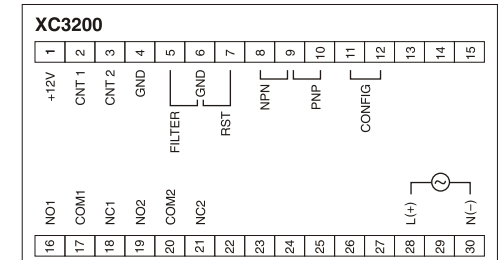 XC3200
1 2 3 4 5 6 7 8 9 10 11 12 13 14 15
+12V CNT 1 CNT 2 GND GND
FILTER RST NPN PNP CONFIG
L(+) N(−)
NO1 COM1 NC1 NO2 COM2 NC2
16 17 18 19 20 21 22 23 24 25 26 27 28 29 30